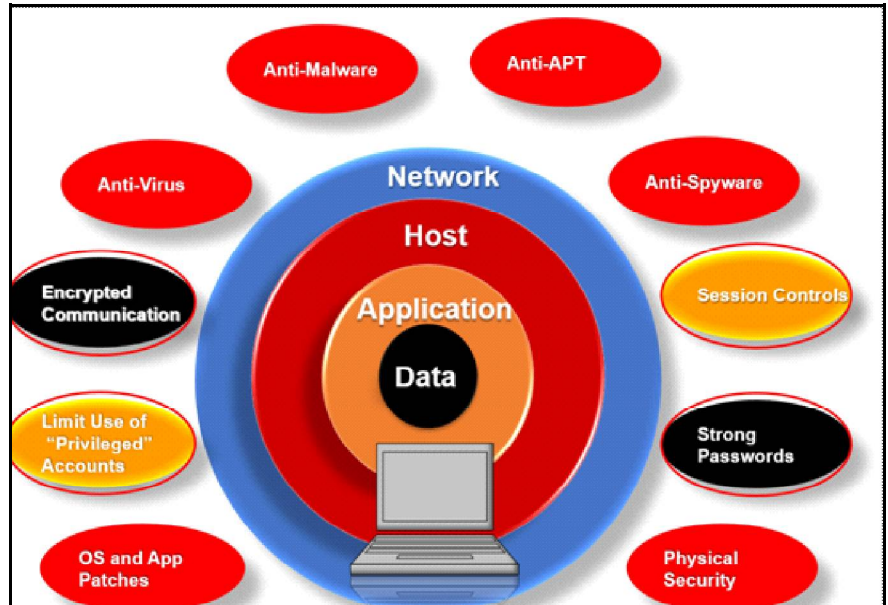 Anti-Malware
Anti-APT
Anti-Virus
Network
Anti-Spyware
Host
Encrypted
Communication
Session Controls
Application
Data
Limit Use of
"Privileged"
Accounts
Strong
Passwords
OS and App
Patches
Physical
Security